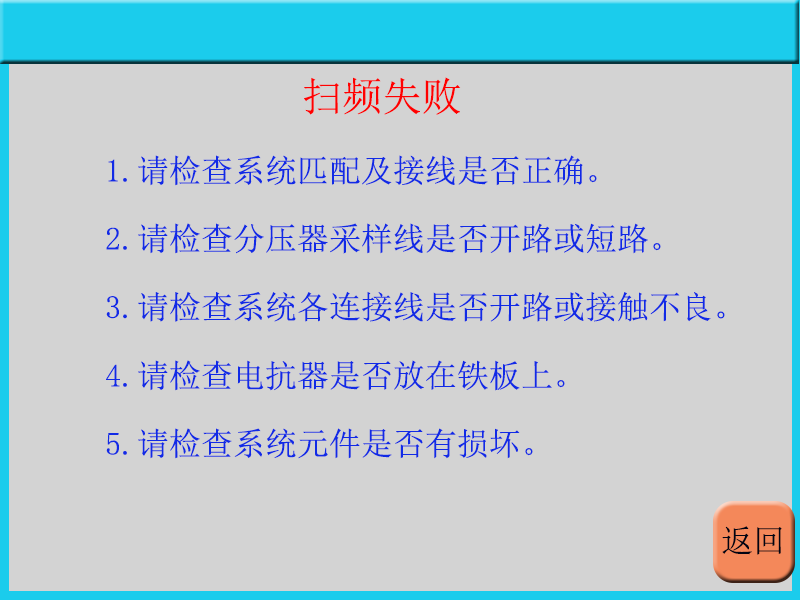 扫频失败
1.请检查系统匹配及接线是否正确。
2.请检查分压器采样线是否开路或短路。
3.请检查系统各连接线是否开路或接触不良。
4.请检查电抗器是否放在铁板上。
5.请检查系统元件是否有损坏。
返回